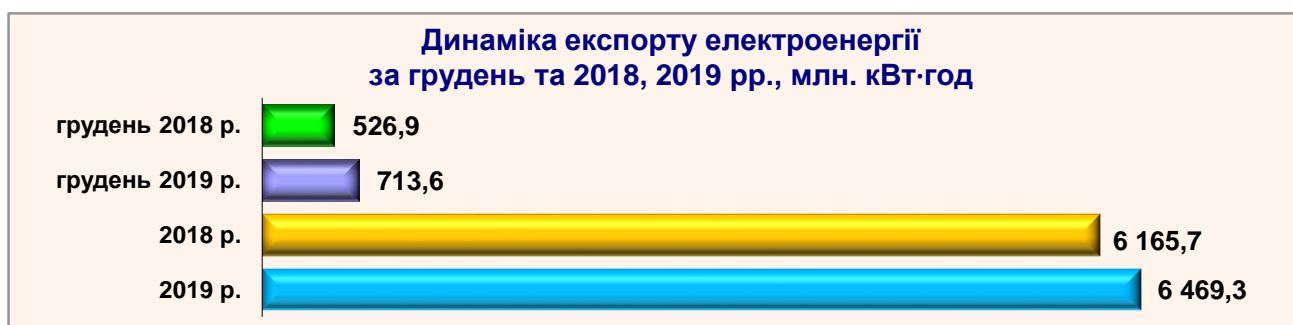 Динаміка експорту електроенергії
за грудень та 2018, 2019 рр., млн. кВт·год
грудень 2018 р. 526,9
грудень 2019 р. 713,6
2018 р. 6 165,7
2019 р. 6 469,3